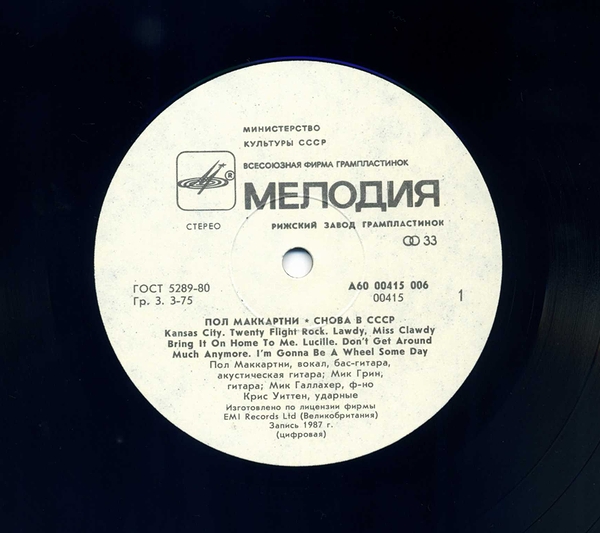 МИНИСТЕРСТВО
КУЛЬТУРЫ СССР
ВСЕСОЮЗНАЯ ФИРМА ГРАМПЛАСТИНОК
®
МЕЛОДИЯ
СТЕРЕО
РИЖСКИЙ ЗАВОД ГРАМПЛАСТИНОК
33
ГОСТ 5289-80
Гр. 3. 3-75
А60 00415 006
00415
1
ПОЛ МАККАРТНИ • СНОВА В СССР
Kansas City. Twenty Flight Rock. Lawdy, Miss Clawdy
Bring It On Home To Me. Lucille. Don't Get Around
Much Anymore. I'm Gonna Be A Wheel Some Day
Пол Маккартни, вокал, бас-гитара,
акустическая гитара; Мик Грин,
гитара; Мик Галлахер, ф-но
Крис Уиттен, ударные
Изготовлено по лицензии фирмы
EMI Records Ltd (Великобритания)
Запись 1987 г.
(цифровая)